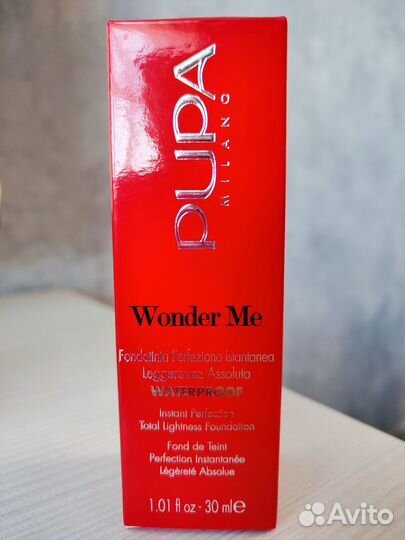 PUPA
MILANO
Wonder Me
Fondotinta Perfezione Istantanea
Leggerezza Assoluta
WATERPROOF
Instant Perfection
Total Lightness Foundation
Fond de Teint
Perfection Instantanée
Légèreté Absolue
1.01 fl oz - 30 ml e
Avito